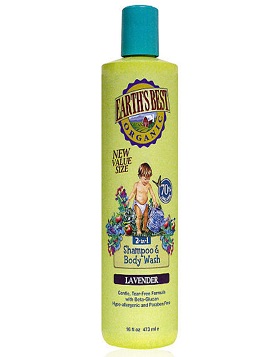 EARTH'S BEST
ORGANIC
NEW
VALUE
SIZE
70%
2-in-1
Shampoo &
Body Wash
LAVENDER
Gentle, Tear-Free Formula
with Beta-Glucan
Hypo-allergenic and Paraben Free
16 fl oz 473 ml e